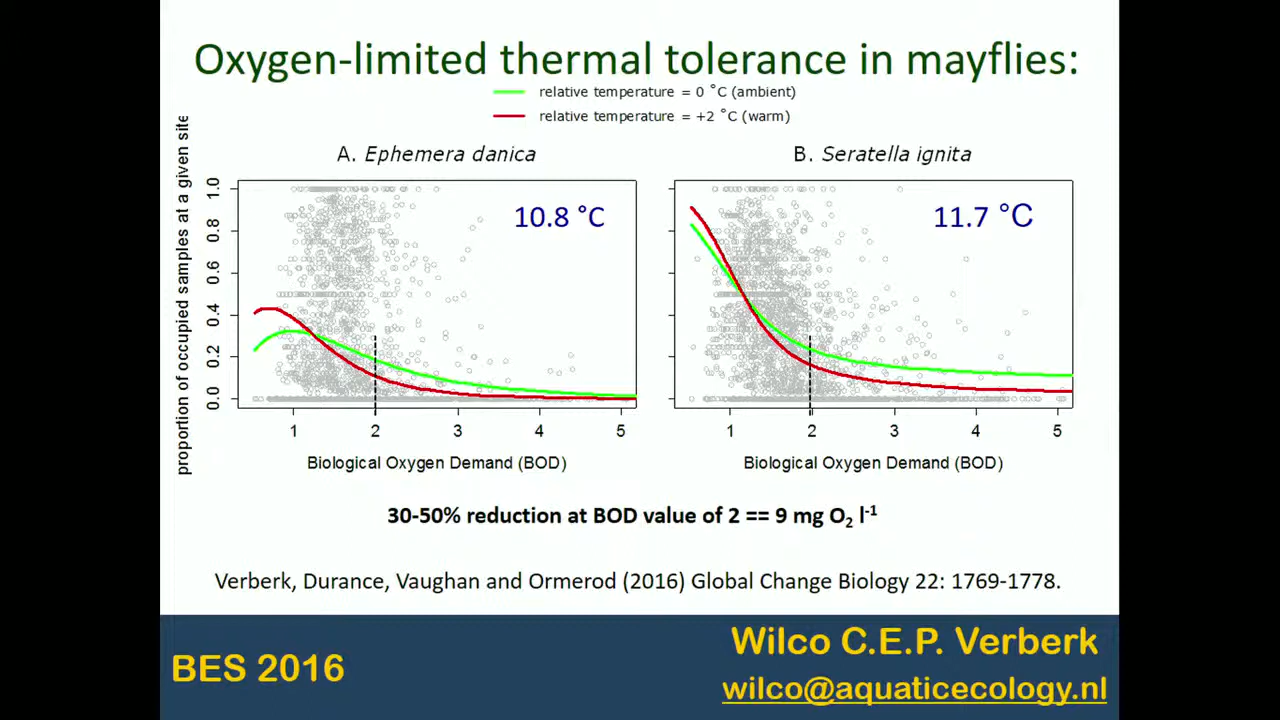 Oxygen-limited thermal tolerance in mayflies:
relative temperature = 0 °C (ambient)
relative temperature = +2 °C (warm)
proportion of occupied samples at a given site
A. Ephemera danica
B. Seratella ignita
10.8 °C
11.7 °C
1.0
0.8
0.6
0.4
0.2
0.0
1 2 3 4 5
1 2 3 4 5
Biological Oxygen Demand (BOD)
Biological Oxygen Demand (BOD)
30-50% reduction at BOD value of 2 == 9 mg O₂ l⁻¹
Verberk, Durance, Vaughan and Ormerod (2016) Global Change Biology 22: 1769-1778.
BES 2016
Wilco C.E.P. Verberk
wilco@aquaticecology.nl